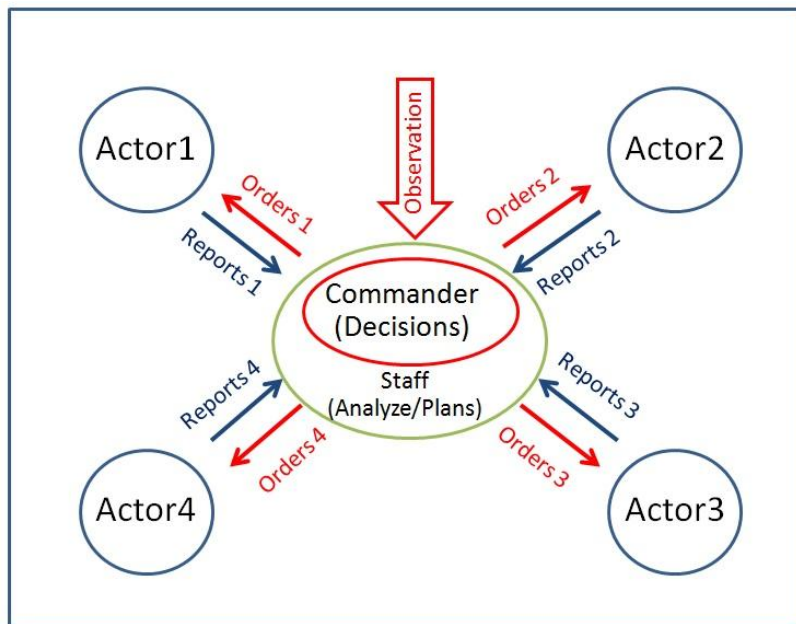 Actor1
Actor2
Observation
Orders 1
Reports 1
Orders 2
Reports 2
Commander
(Decisions)
Staff
(Analyze/Plans)
Reports 4
Orders 4
Reports 3
Orders 3
Actor4
Actor3